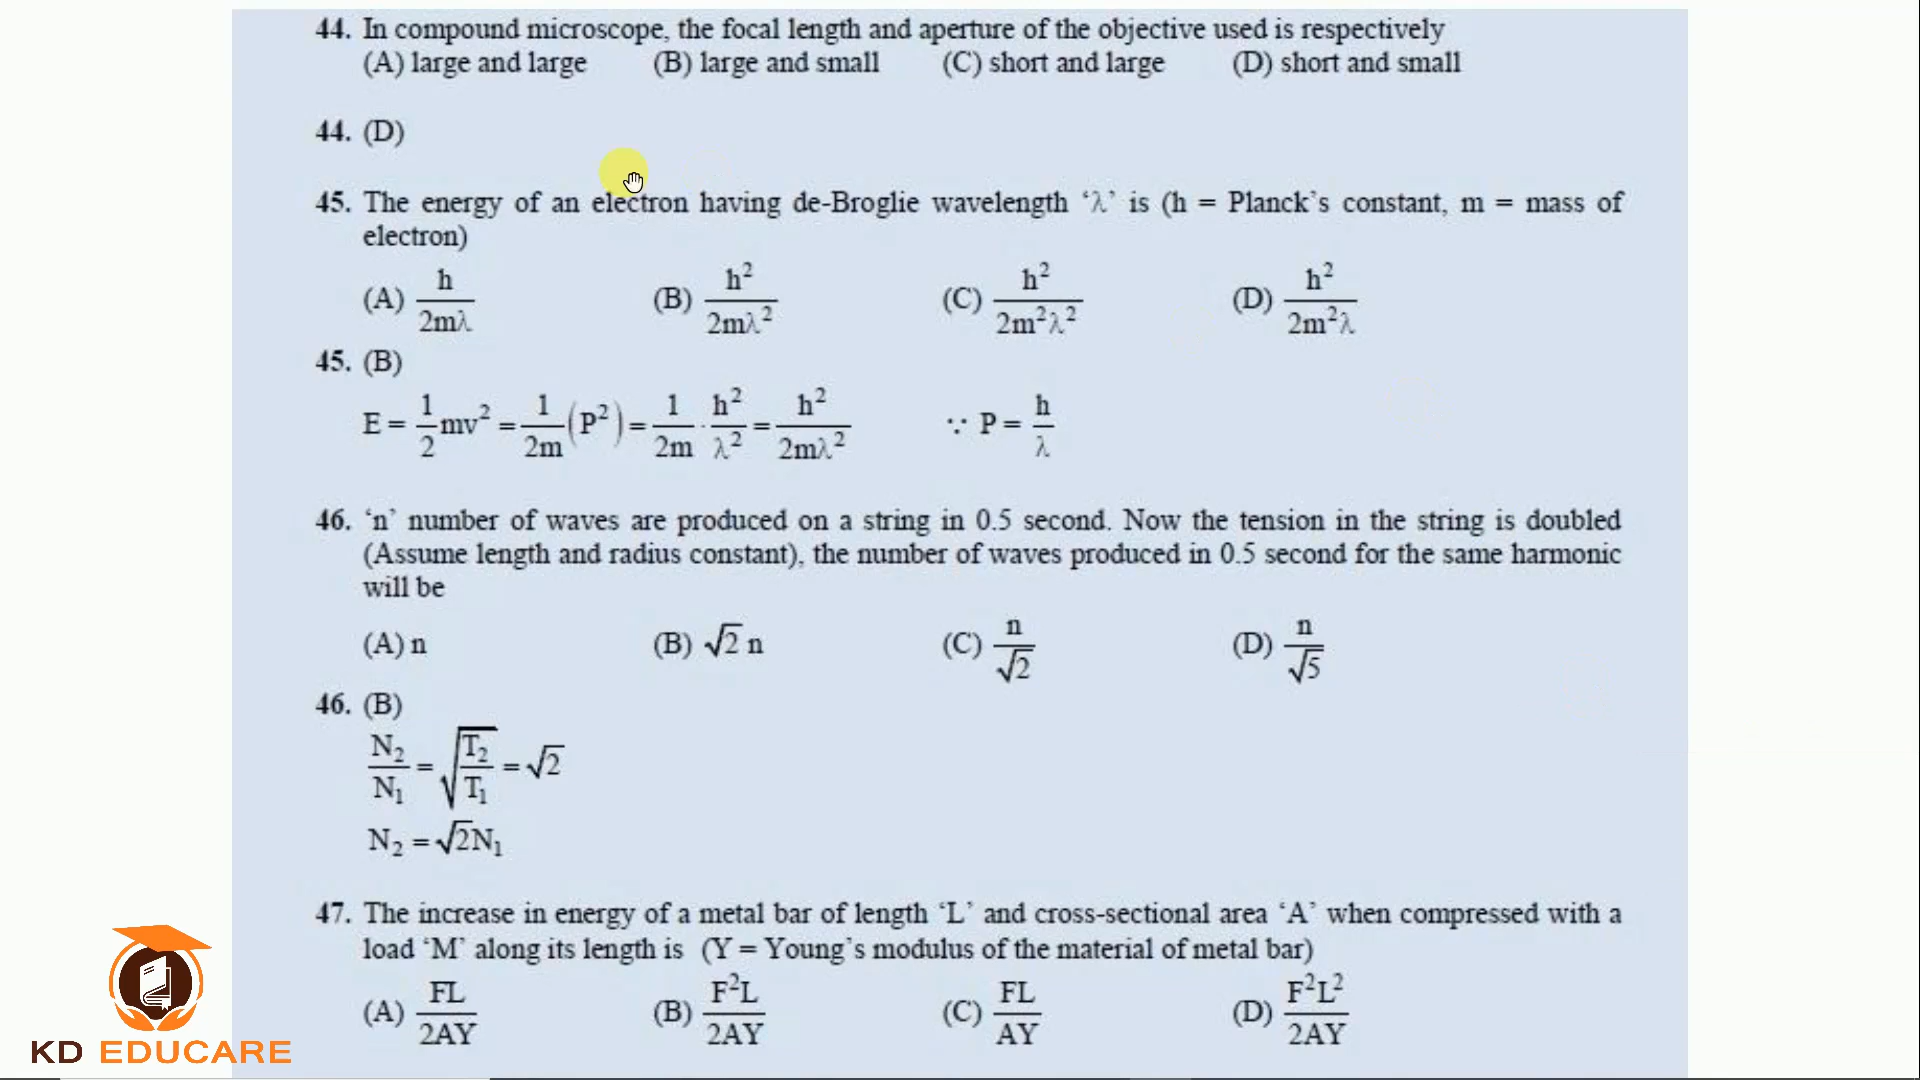 44. In compound microscope, the focal length and aperture of the objective used is respectively
(A) large and large (B) large and small (C) short and large (D) short and small
44. (D)
45. The energy of an electron having de-Broglie wavelength ‘λ’ is (h = Planck’s constant, m = mass of
electron)
(A) h/2mλ (B) h²/2mλ² (C) h²/2m²λ² (D) h²/2m²λ
45. (B)
E = 1/2 mv² = 1/2m (P²) = 1/2m · h²/λ² = h²/2mλ² ∵ P = h/λ
46. ‘n’ number of waves are produced on a string in 0.5 second. Now the tension in the string is doubled
(Assume length and radius constant), the number of waves produced in 0.5 second for the same harmonic
will be
(A) n (B) √2 n (C) n/√2 (D) n/√5
46. (B)
N₂/N₁ = √(T₂/T₁) = √2
N₂ = √2N₁
47. The increase in energy of a metal bar of length ‘L’ and cross-sectional area ‘A’ when compressed with a
load ‘M’ along its length is (Y = Young’s modulus of the material of metal bar)
(A) FL/2AY (B) F²L/2AY (C) FL/AY (D) F²L²/2AY
KD EDUCARE